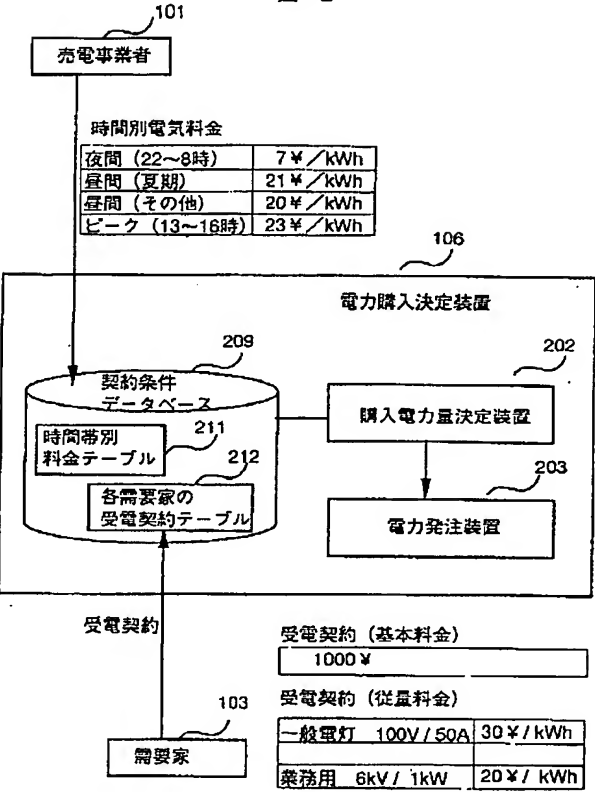 101
売電事業者
時間別電気料金
夜間 (22～8時) 7¥／kWh
昼間 (夏期) 21¥／kWh
昼間 (その他) 20¥／kWh
ピーク (13～16時) 23¥／kWh
106
電力購入決定装置
209
契約条件
データベース
202
購入電力量決定装置
時間帯別
料金テーブル
211
212
各需要家の
受電契約テーブル
203
電力発注装置
受電契約
受電契約 (基本料金)
1000¥
受電契約 (従量料金)
一般電灯 100V / 50A 30¥/ kWh
業務用 6kV / 1kW 20¥/ kWh
103
需要家